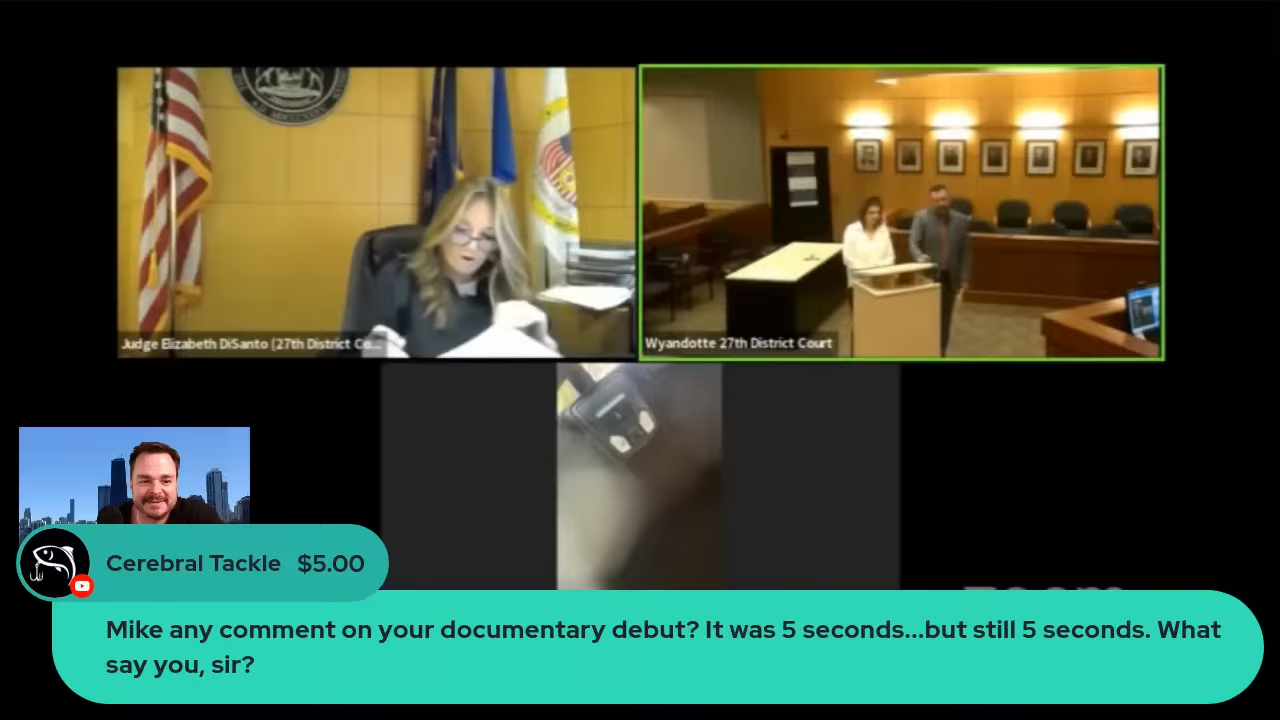 Judge Elizabeth DiSanto (27th District Co...
Wyandotte 27th District Court
Cerebral Tackle $5.00
Mike any comment on your documentary debut? It was 5 seconds...but still 5 seconds. What
say you, sir?